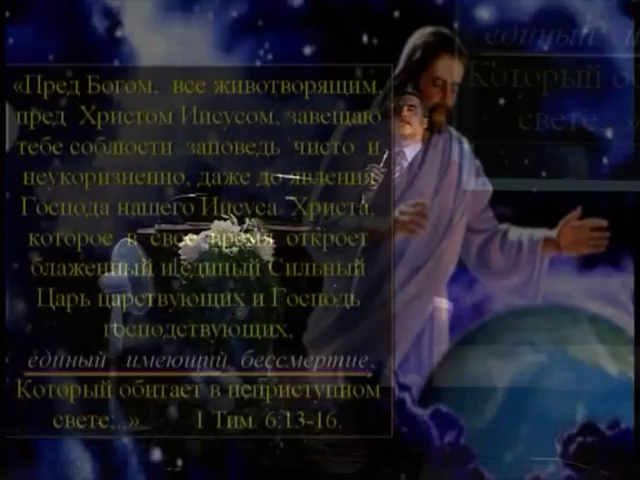 «Пред Богом, все животворящим,
пред Христом Иисусом, завещаю
тебе соблюсти заповедь чисто и
неукоризненно, даже до явления
Господа нашего Иисуса Христа,
которое в свое время откроет
блаженный и единый Сильный
Царь царствующих и Господь
господствующих,
единый имеющий бессмертие,
Который обитает в неприступном
свете;..» 1 Тим. 6:13-16.
единый
Который
свете